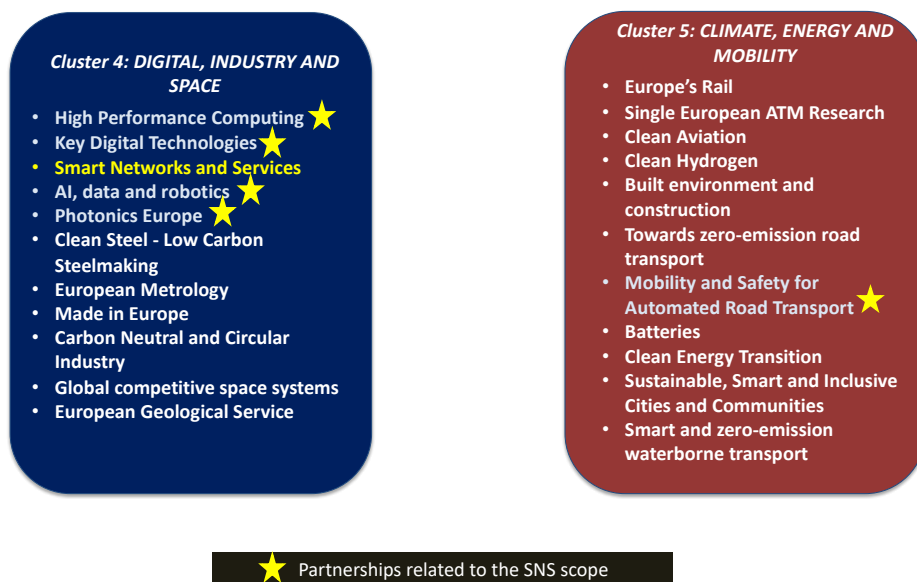 Cluster 4: DIGITAL, INDUSTRY AND
SPACE
• High Performance Computing
• Key Digital Technologies
• Smart Networks and Services
• AI, data and robotics
• Photonics Europe
• Clean Steel - Low Carbon
Steelmaking
• European Metrology
• Made in Europe
• Carbon Neutral and Circular
Industry
• Global competitive space systems
• European Geological Service
Cluster 5: CLIMATE, ENERGY AND
MOBILITY
• Europe’s Rail
• Single European ATM Research
• Clean Aviation
• Clean Hydrogen
• Built environment and
construction
• Towards zero-emission road
transport
• Mobility and Safety for
Automated Road Transport
• Batteries
• Clean Energy Transition
• Sustainable, Smart and Inclusive
Cities and Communities
• Smart and zero-emission
waterborne transport
Partnerships related to the SNS scope